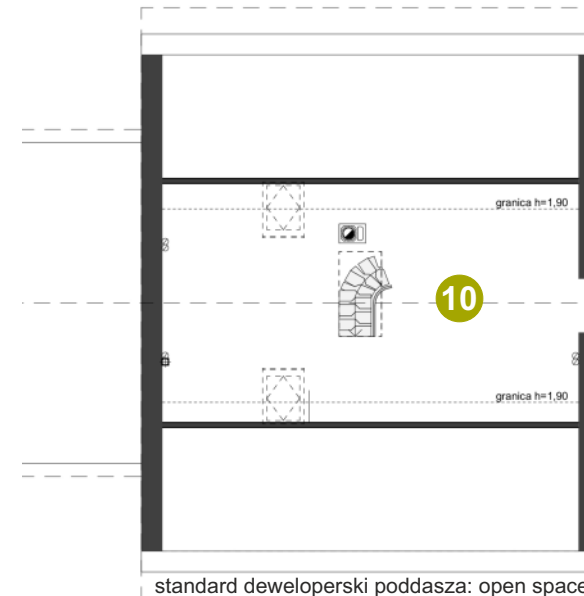 granica h=1,90
10
granica h=1,90
standard deweloperski poddasza: open space